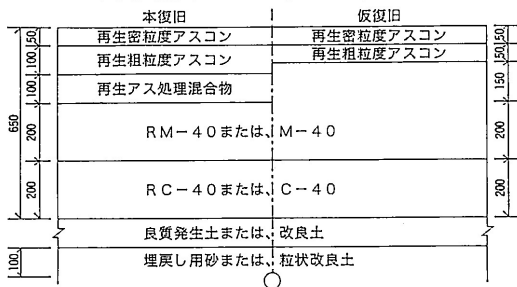 本復旧 仮復旧
50 再生密粒度アスコン 再生密粒度アスコン 50
100 再生粗粒度アスコン 再生粗粒度アスコン 50
100 再生アス処理混合物 150
650 200 RM－40または、M－40 200
200 RC－40または、C－40 200
良質発生土または、改良土
100 埋戻し用砂または、粒状改良土